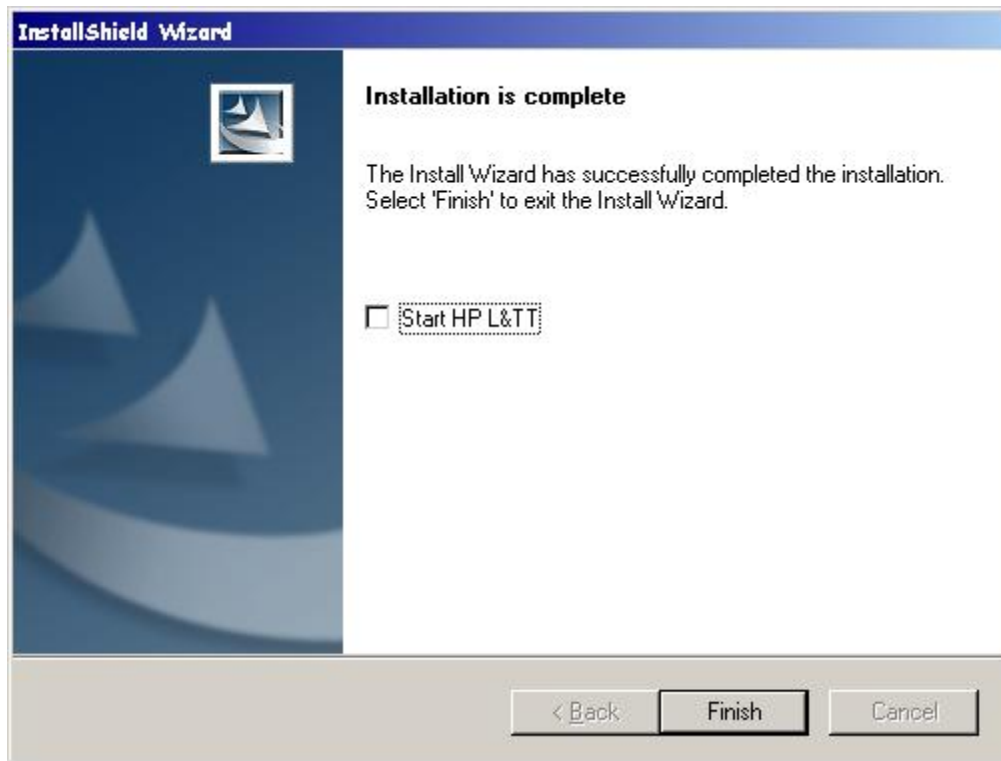 InstallShield Wizard
Installation is complete
The Install Wizard has successfully completed the installation.
Select 'Finish' to exit the Install Wizard.
Start HP L&TT
< Back Finish Cancel